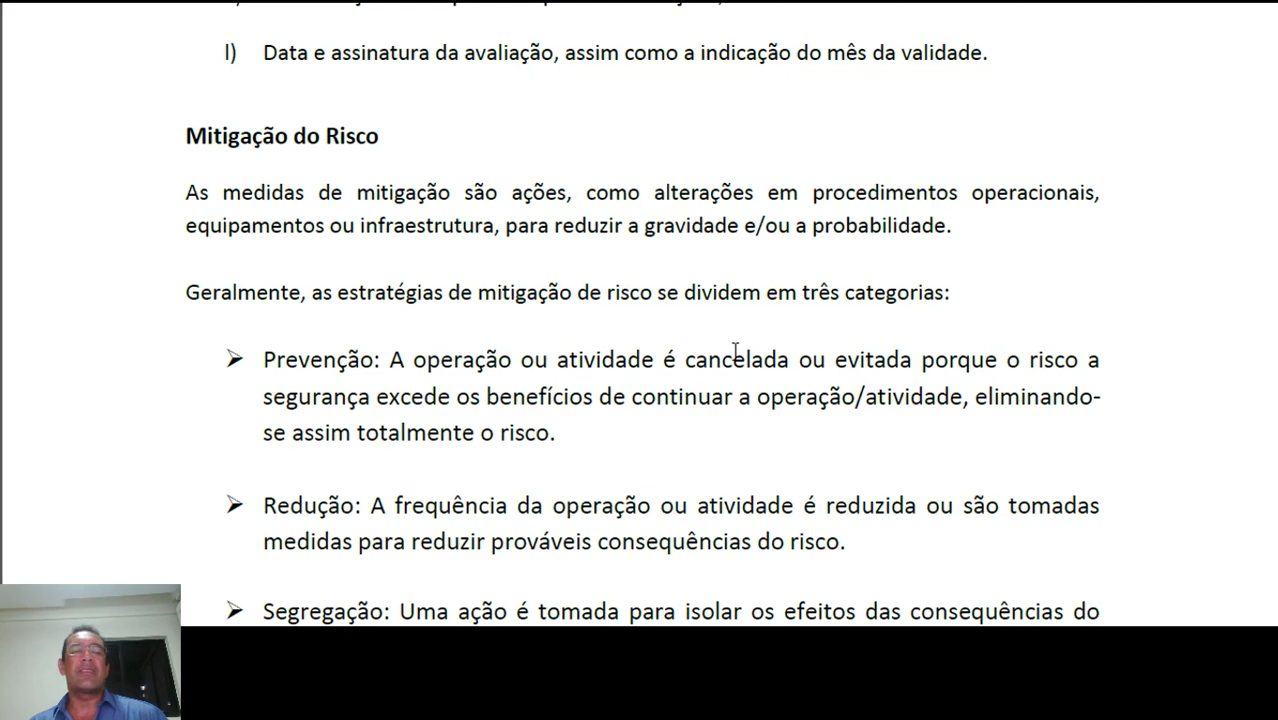 l) Data e assinatura da avaliação, assim como a indicação do mês da validade.
Mitigação do Risco
As medidas de mitigação são ações, como alterações em procedimentos operacionais,
equipamentos ou infraestrutura, para reduzir a gravidade e/ou a probabilidade.
Geralmente, as estratégias de mitigação de risco se dividem em três categorias:
➢ Prevenção: A operação ou atividade é cancelada ou evitada porque o risco a
segurança excede os benefícios de continuar a operação/atividade, eliminando-
se assim totalmente o risco.
➢ Redução: A frequência da operação ou atividade é reduzida ou são tomadas
medidas para reduzir prováveis consequências do risco.
➢ Segregação: Uma ação é tomada para isolar os efeitos das consequências do